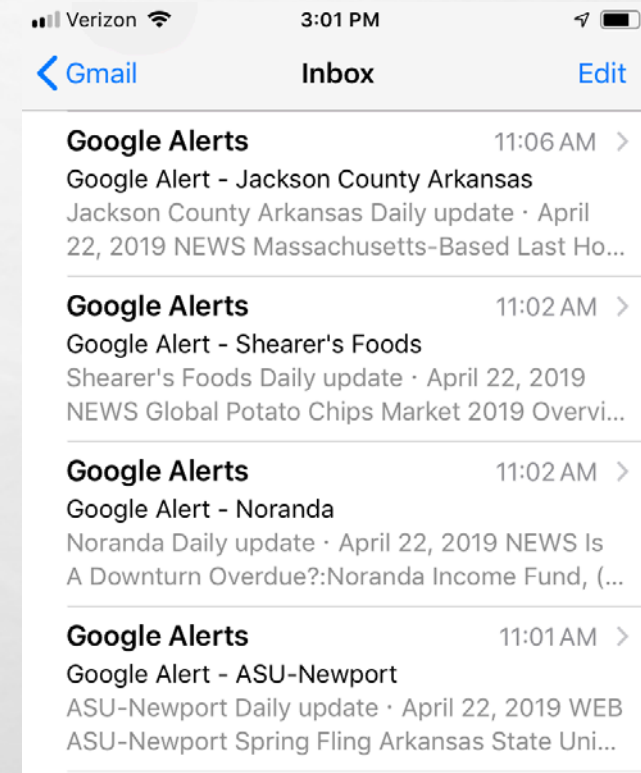 Verizon 3:01 PM
Gmail Inbox Edit
Google Alerts 11:06 AM
Google Alert - Jackson County Arkansas
Jackson County Arkansas Daily update · April
22, 2019 NEWS Massachusetts-Based Last Ho...
Google Alerts 11:02 AM
Google Alert - Shearer's Foods
Shearer's Foods Daily update · April 22, 2019
NEWS Global Potato Chips Market 2019 Overvi...
Google Alerts 11:02 AM
Google Alert - Noranda
Noranda Daily update · April 22, 2019 NEWS Is
A Downturn Overdue?:Noranda Income Fund, (...
Google Alerts 11:01 AM
Google Alert - ASU-Newport
ASU-Newport Daily update · April 22, 2019 WEB
ASU-Newport Spring Fling Arkansas State Uni...